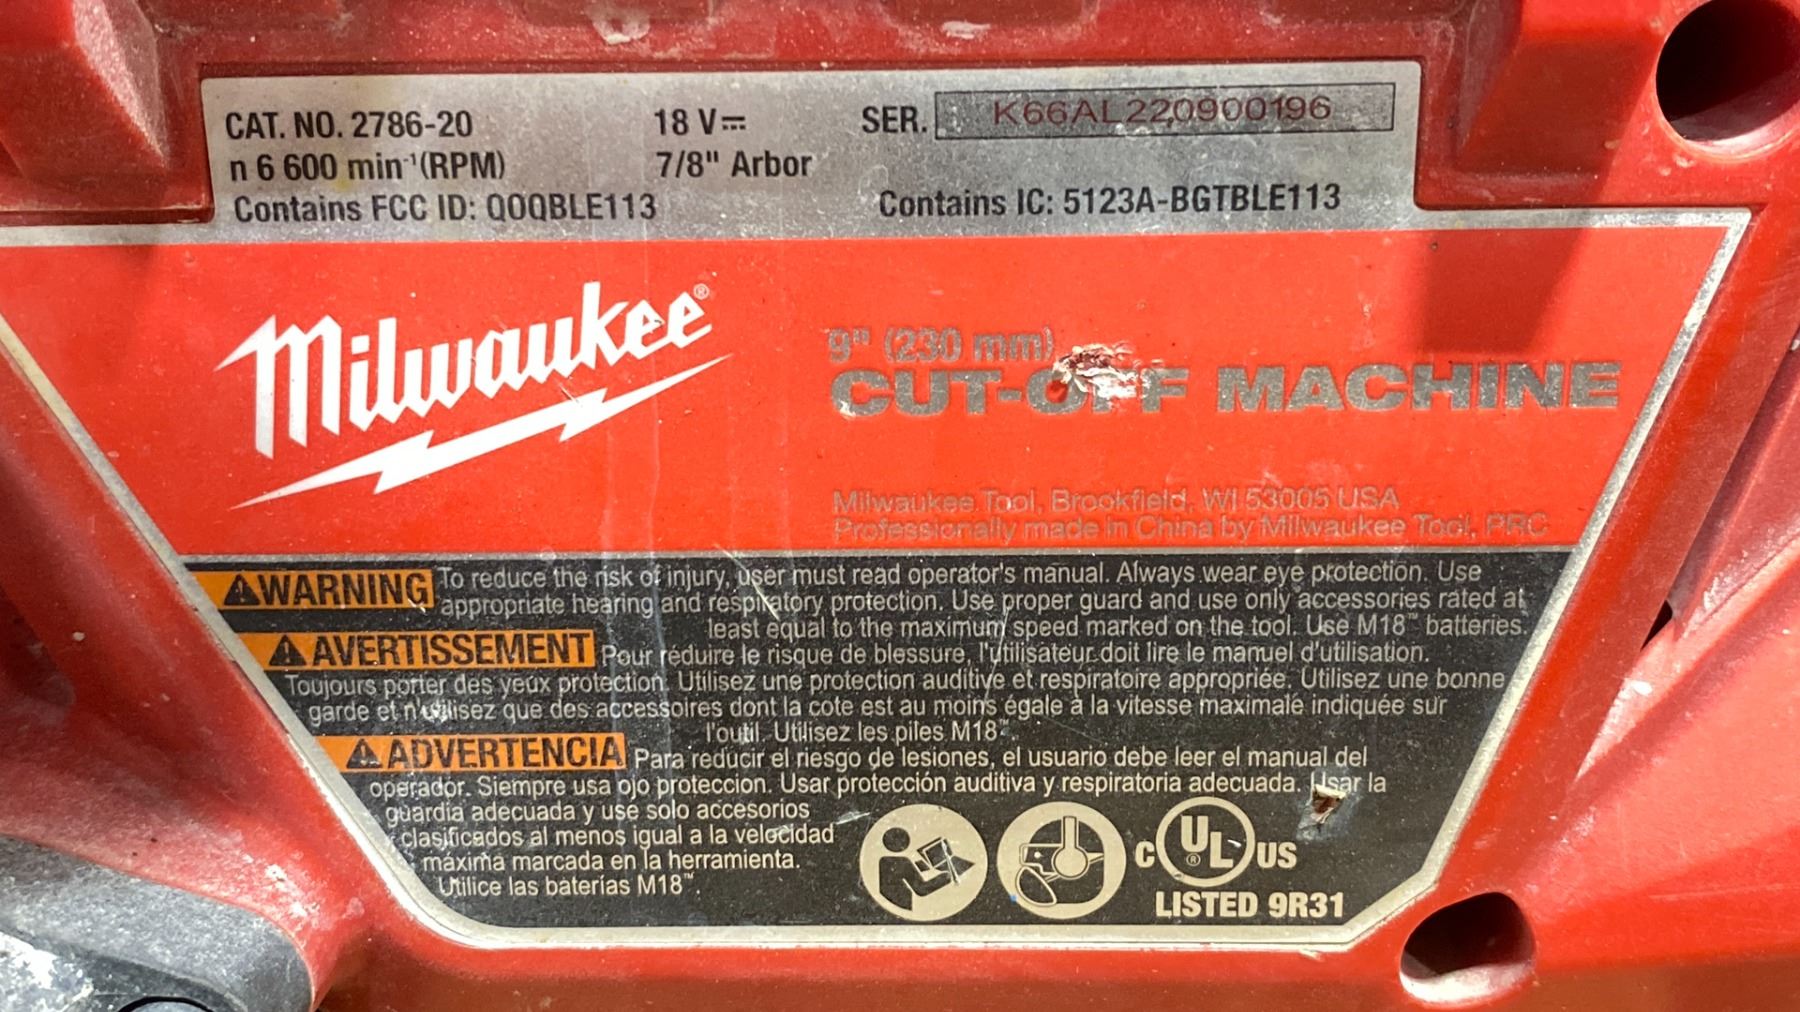 CAT. NO. 2786-20 18 V⎓ SER. K66AL220900196
n 6 600 min⁻¹(RPM) 7/8" Arbor
Contains FCC ID: QOQBLE113 Contains IC: 5123A-BGTBLE113
Milwaukee®
9" (230 mm)
CUT-OFF MACHINE
Milwaukee Tool, Brookfield, WI 53005 USA
Professionally made in China by Milwaukee Tool, PRC
⚠WARNING To reduce the risk of injury, user must read operator's manual. Always wear eye protection. Use
appropriate hearing and respiratory protection. Use proper guard and use only accessories rated at
least equal to the maximum speed marked on the tool. Use M18™ batteries.
⚠AVERTISSEMENT Pour réduire le risque de blessure, l'utilisateur doit lire le manuel d'utilisation.
Toujours porter des yeux protection. Utilisez une protection auditive et respiratoire appropriée. Utilisez une bonne
garde et n'utilisez que des accessoires dont la cote est au moins égale à la vitesse maximale indiquée sur
l'outil. Utilisez les piles M18™.
⚠ADVERTENCIA Para reducir el riesgo de lesiones, el usuario debe leer el manual del
operador. Siempre usa ojo proteccion. Usar protección auditiva y respiratoria adecuada. Usar la
guardia adecuada y use solo accesorios
clasificados al menos igual a la velocidad
máxima marcada en la herramienta.
Utilice las baterías M18™.
C UL® US
LISTED 9R31